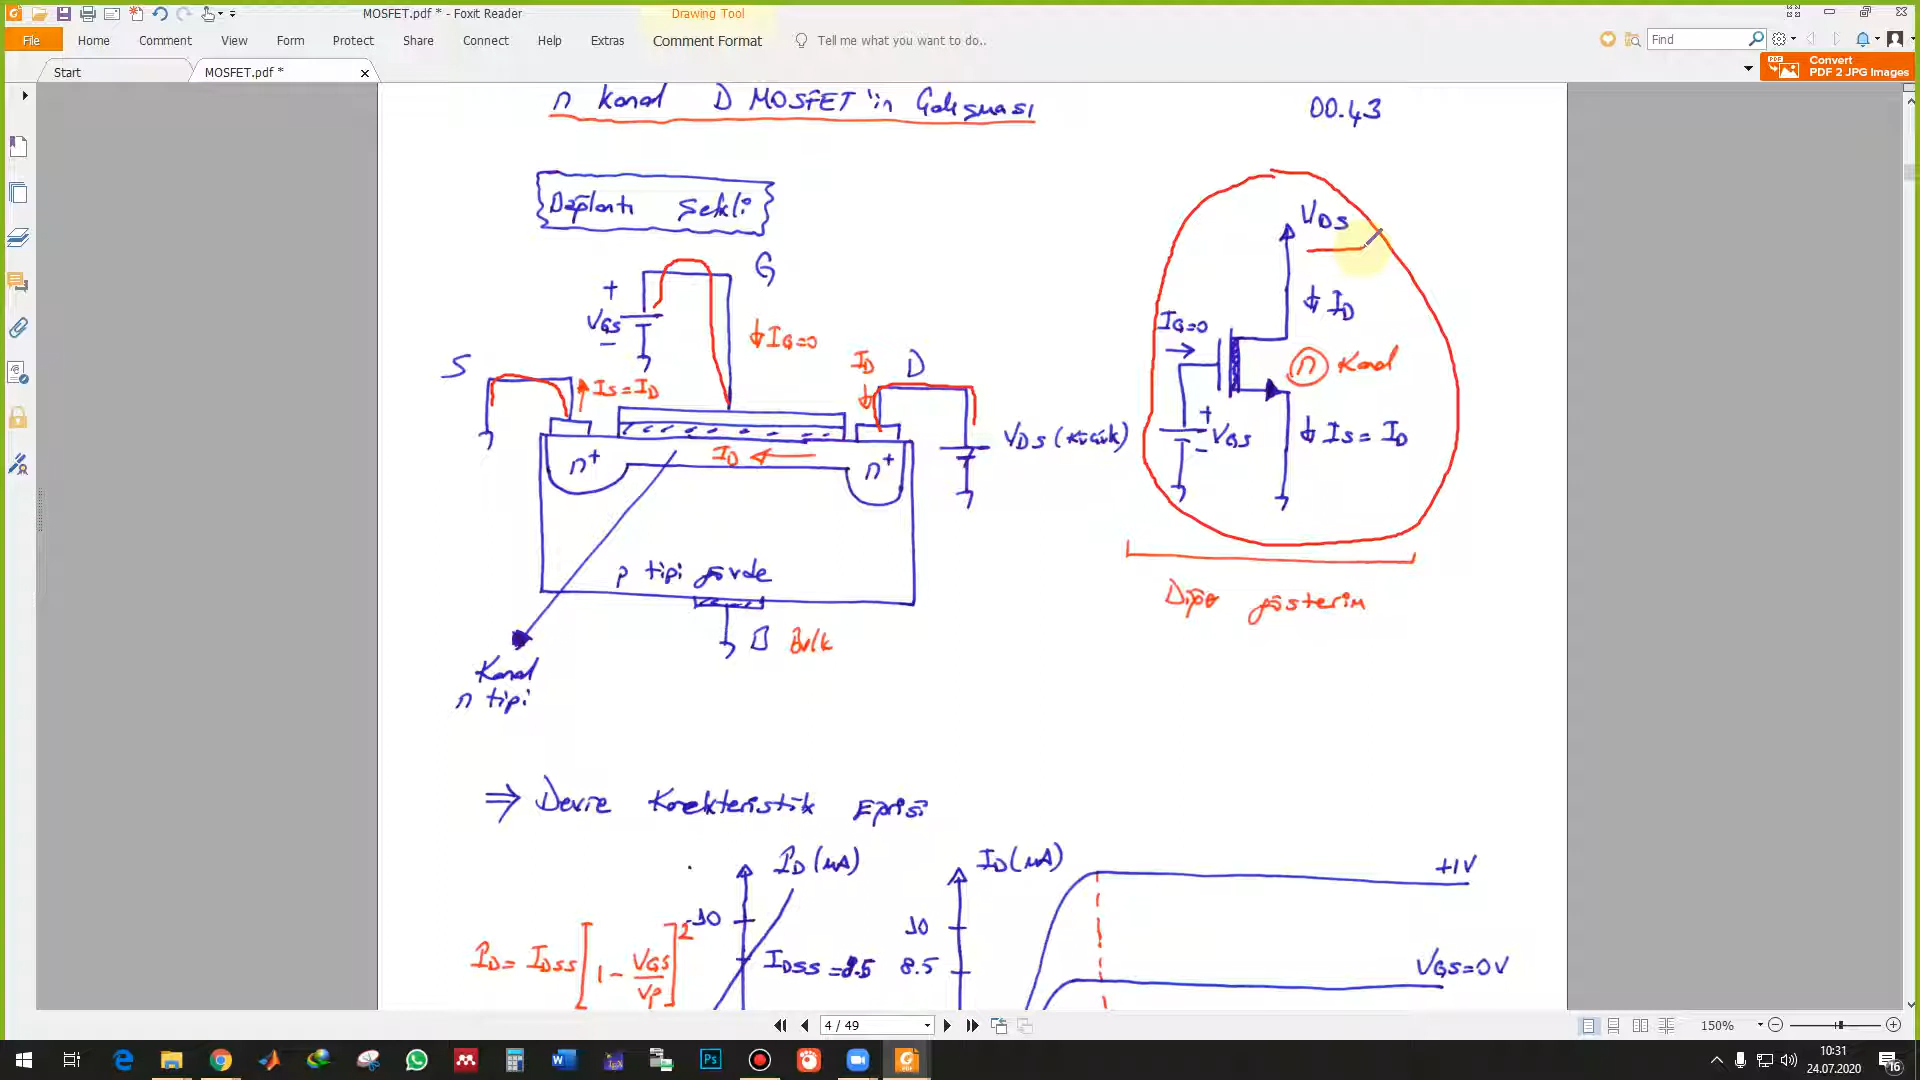 MOSFET.pdf * - Foxit Reader
Drawing Tool
File
Home
Comment
View
Form
Protect
Share
Connect
Help
Extras
Comment Format
Tell me what you want to do..
Find
Start
MOSFET.pdf *
Convert
PDF 2 JPG Images
n Kanal D MOSFET'in Çalışması
00.43
Bağlantı Şekli
G
+
VGS
-
↓ IG=0
S
↑ IS = ID
ID
D
VDS (küçük)
ID ←
n+
n+
p tipi gövde
B Bulk
Kanal
n tipi
VDS
↓ ID
IG=0
n Kanal
+
VGS
-
↓ IS = ID
gösterim
⇒ Devre Karekteristik Eğrisi
ID (mA)
10
IDSS = 8.5
ID = IDSS [1 - VGS/VP]²
ID (mA)
10
8.5
+1V
VGS=0V
4 / 49
150%
10:31
24.07.2020
16